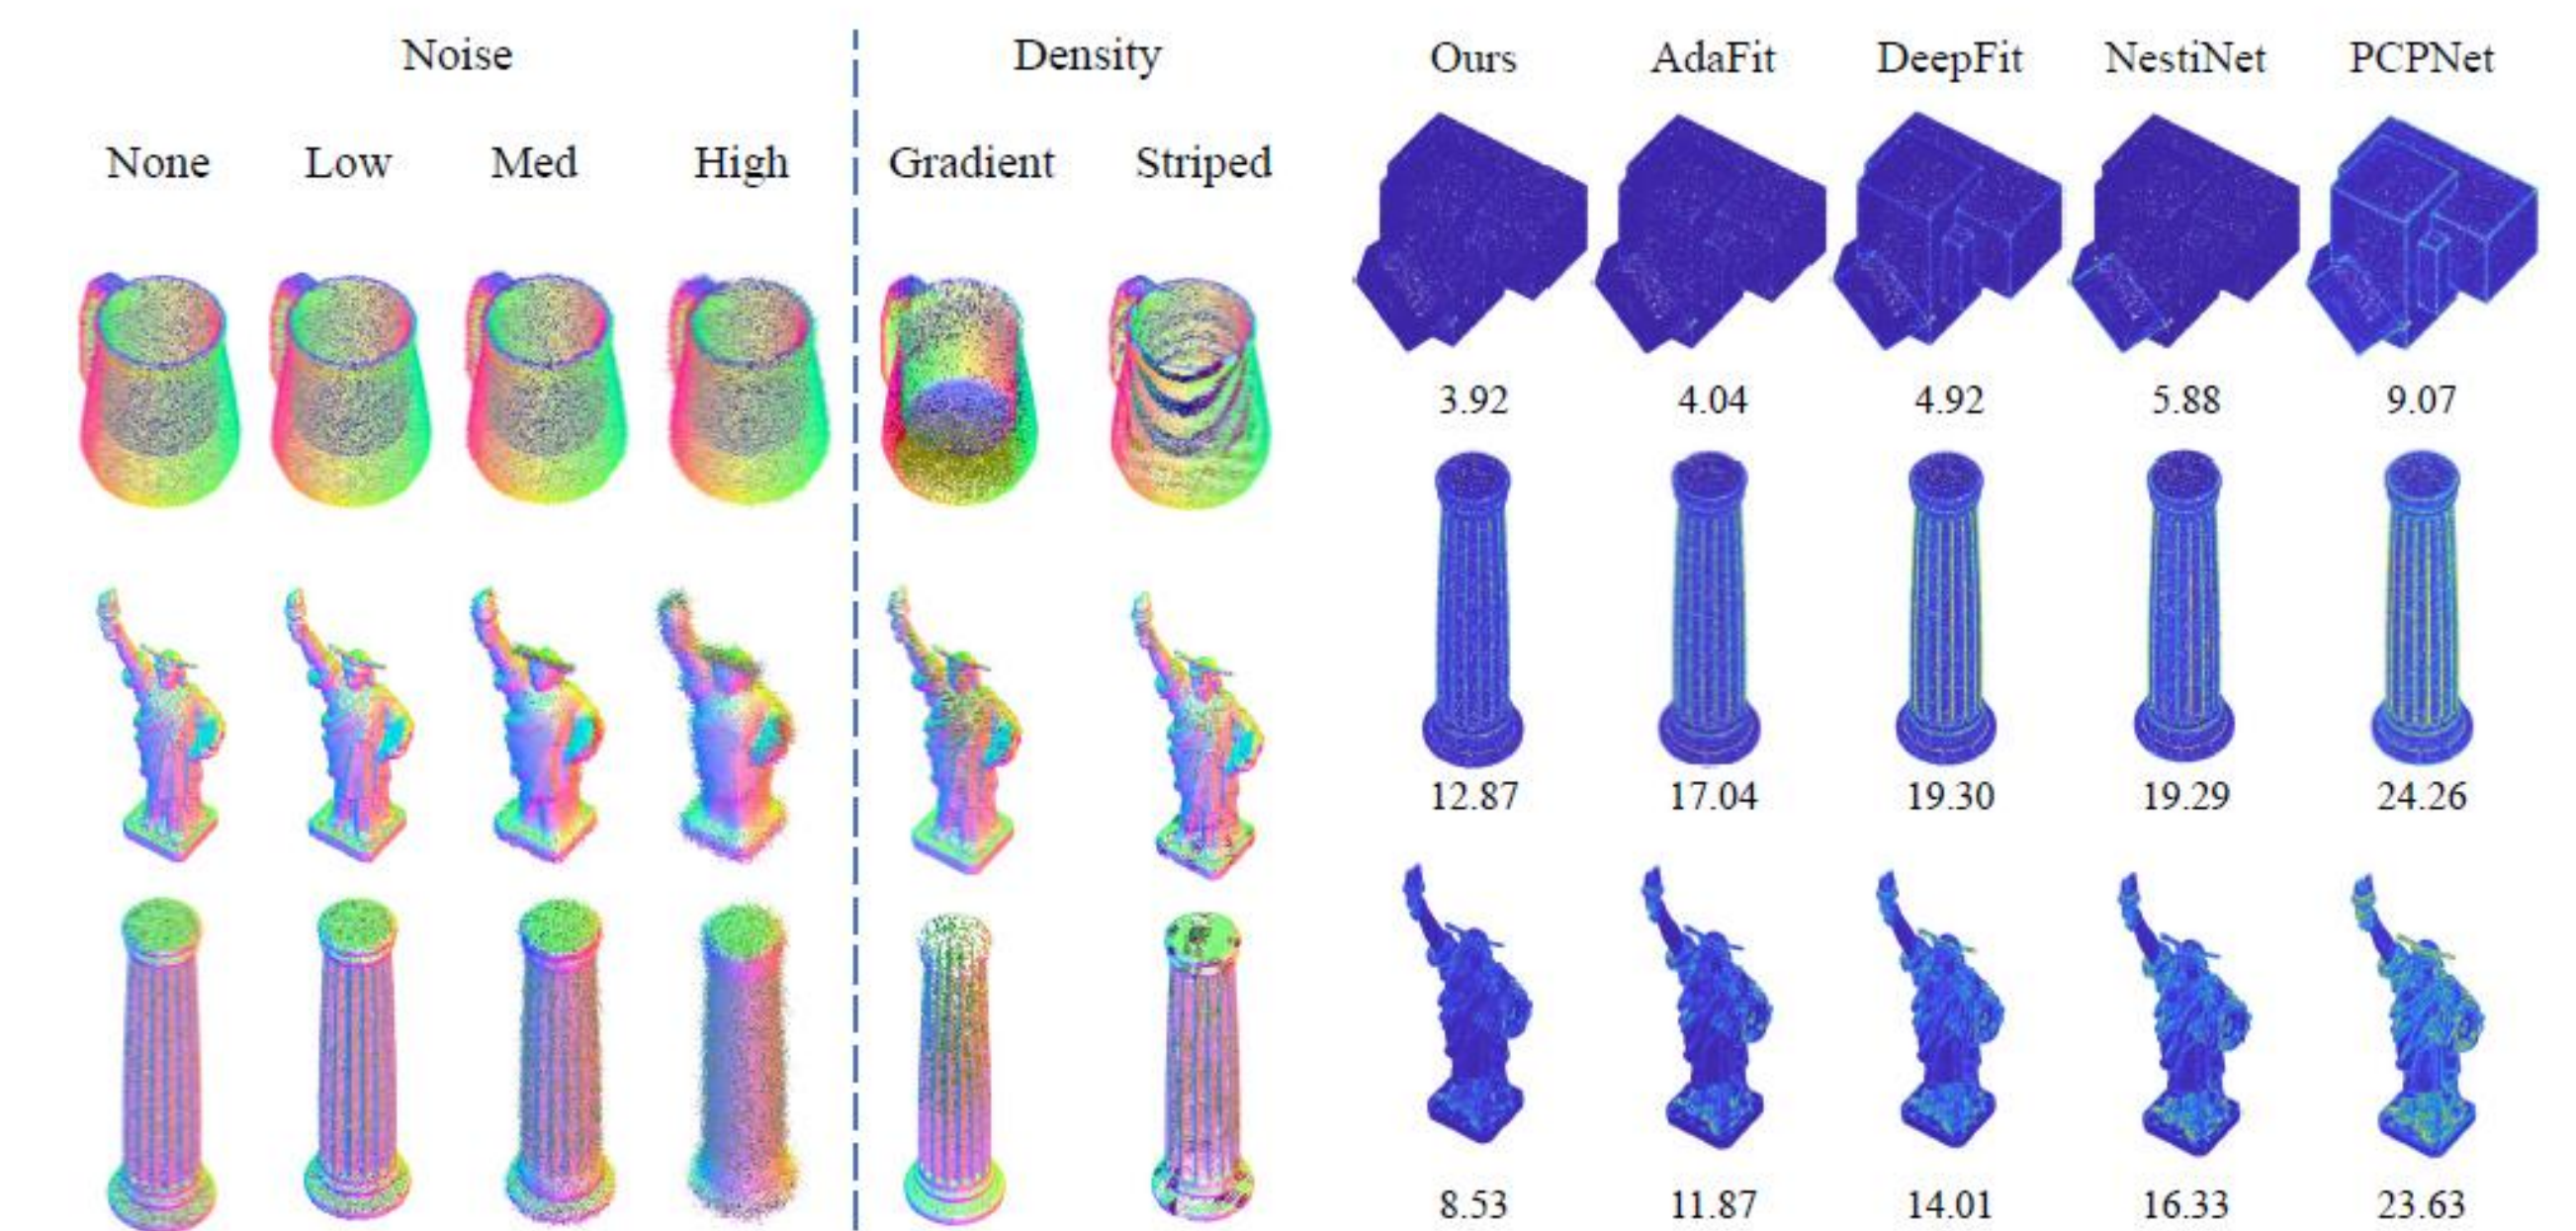 Noise Density
None Low Med High Gradient Striped
Ours AdaFit DeepFit NestiNet PCPNet
3.92 4.04 4.92 5.88 9.07
12.87 17.04 19.30 19.29 24.26
8.53 11.87 14.01 16.33 23.63